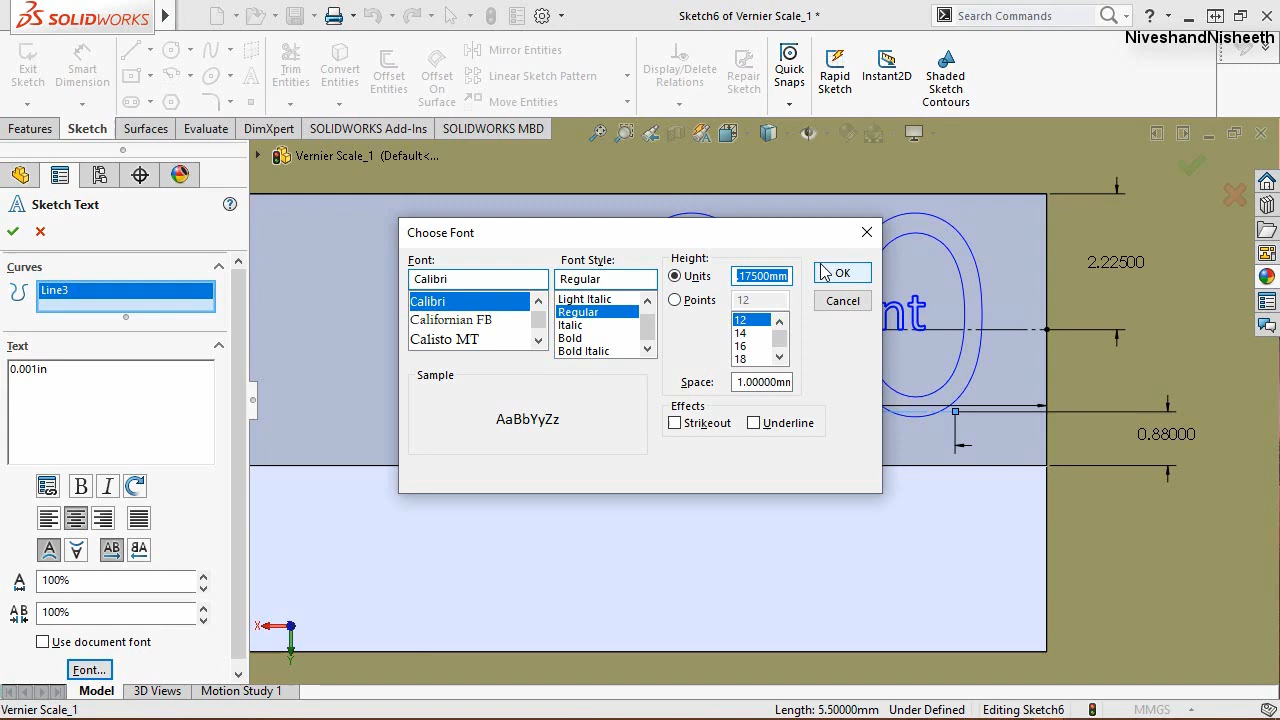 SOLIDWORKS
Sketch6 of Vernier Scale_1 *
Search Commands
NiveshandNisheeth
Exit Sketch
Smart Dimension
Trim Entities
Convert Entities
Offset Entities
Offset On Surface
Mirror Entities
Linear Sketch Pattern
Move Entities
Display/Delete Relations
Repair Sketch
Quick Snaps
Rapid Sketch
Instant2D
Shaded Sketch Contours
Features
Sketch
Surfaces
Evaluate
DimXpert
SOLIDWORKS Add-Ins
SOLIDWORKS MBD
Vernier Scale_1 (Default<...
Sketch Text
Curves
Line3
Text
0.001in
100%
100%
Use document font
Font...
Choose Font
Font:
Calibri
Calibri
Californian FB
Calisto MT
Font Style:
Regular
Light Italic
Regular
Italic
Bold
Bold Italic
Height:
Units
.17500mm
Points
12
12
14
16
18
Space:
1.00000mm
OK
Cancel
Sample
AaBbYyZz
Effects
Strikeout
Underline
nt
2.22500
0.88000
X
Y
Model
3D Views
Motion Study 1
Vernier Scale_1
Length: 5.50000mm
Under Defined
Editing Sketch6
MMGS